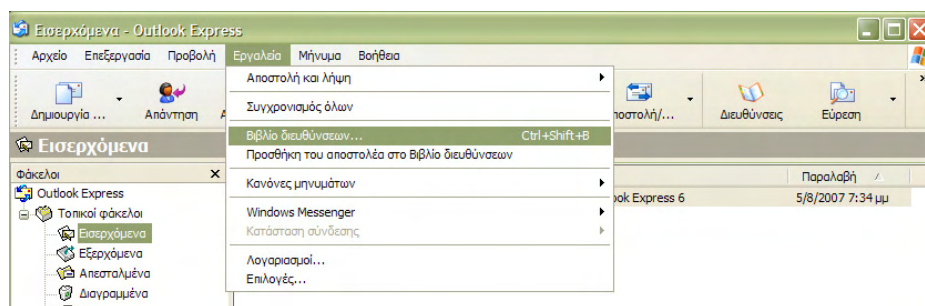 Εισερχόμενα - Outlook Express
Αρχείο Επεξεργασία Προβολή Εργαλεία Μήνυμα Βοήθεια
Αποστολή και λήψη
Συγχρονισμός όλων
Βιβλίο διευθύνσεων... Ctrl+Shift+B
Προσθήκη του αποστολέα στο Βιβλίο διευθύνσεων
Κανόνες μηνυμάτων
Windows Messenger
Κατάσταση σύνδεσης
Λογαριασμοί...
Επιλογές...
Δημιουργία ... Απάντηση Α ποστολή/... Διευθύνσεις Εύρεση »
Εισερχόμενα
Φάκελοι x
Παραλαβή
Outlook Express
ook Express 6 5/8/2007 7:34 μμ
Τοπικοί φάκελοι
Εισερχόμενα
Εξερχόμενα
Απεσταλμένα
Διαγραμμένα